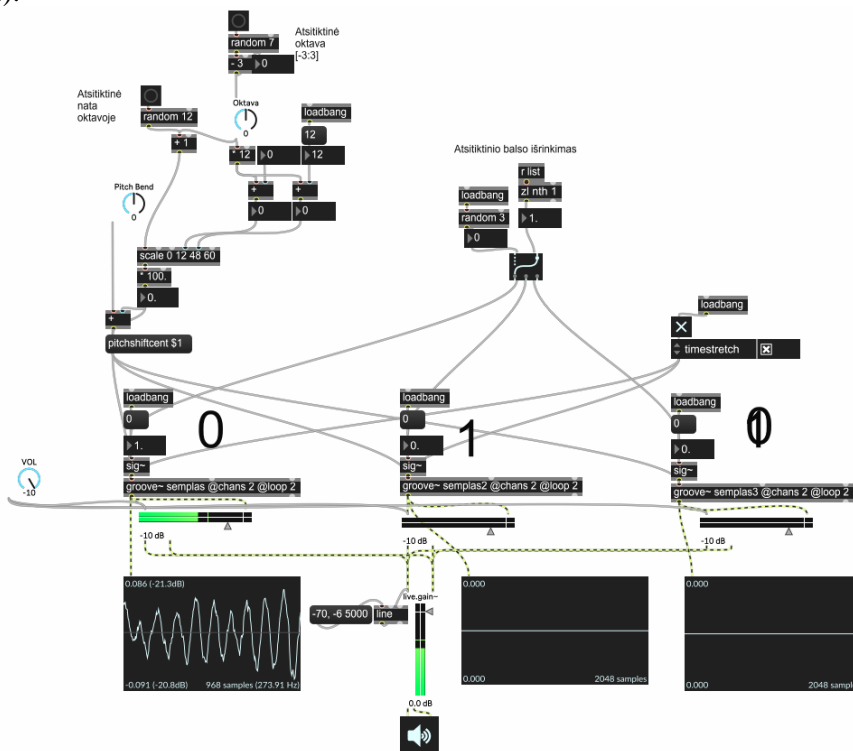 random 7
Atsitiktinė
oktava
[-3:3]
- 3
0
Atsitiktinė
nata
oktavoje
random 12
+ 1
Oktava
0
loadbang
12
* 12
0
12
+
+
0
0
Pitch Bend
0
scale 0 12 48 60
* 100.
0.
+
pitchshiftcent $1
Atsitiktinio balso išrinkimas
loadbang
random 3
0
r list
zl nth 1
1.
loadbang
timestretch
loadbang
0
1.
sig~
groove~ semplas @chans 2 @loop 2
0
loadbang
0
0.
sig~
groove~ semplas2 @chans 2 @loop 2
1
loadbang
0
0.
sig~
groove~ semplas3 @chans 2 @loop 2
VOL
-10
-10 dB
-10 dB
-10 dB
0.086 (-21.3dB)
-0.091 (-20.8dB)
968 samples (273.91 Hz)
-70, -6 5000
line
live.gain~
0.0 dB
0.000
0.000
2048 samples
0.000
0.000
2048 sam